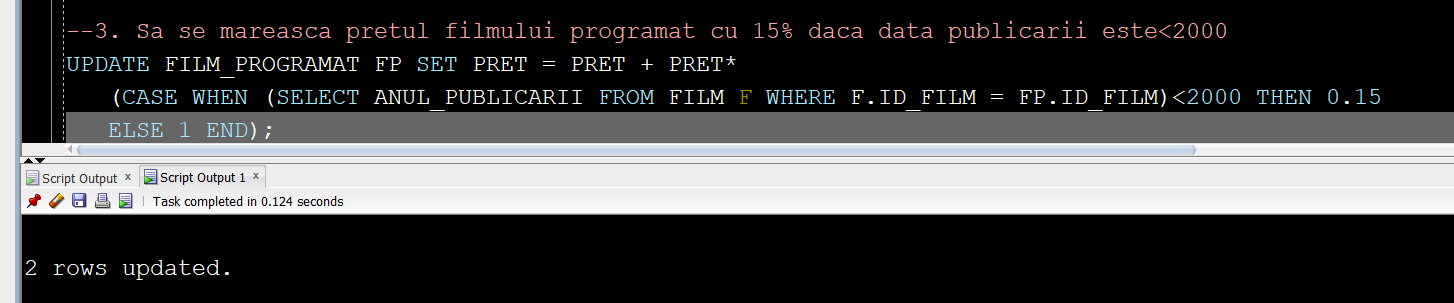 --3. Sa se mareasca pretul filmului programat cu 15% daca data publicarii este<2000
UPDATE FILM_PROGRAMAT FP SET PRET = PRET + PRET*
(CASE WHEN (SELECT ANUL_PUBLICARII FROM FILM F WHERE F.ID_FILM = FP.ID_FILM)<2000 THEN 0.15
ELSE 1 END);
Script Output x Script Output 1 x
Task completed in 0.124 seconds
2 rows updated.